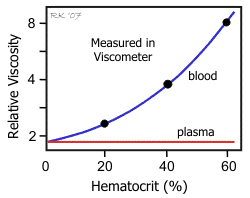 RK '07
Measured in
Viscometer
blood
plasma
8
4
2
0
20
40
60
Relative Viscosity
Hematocrit (%)